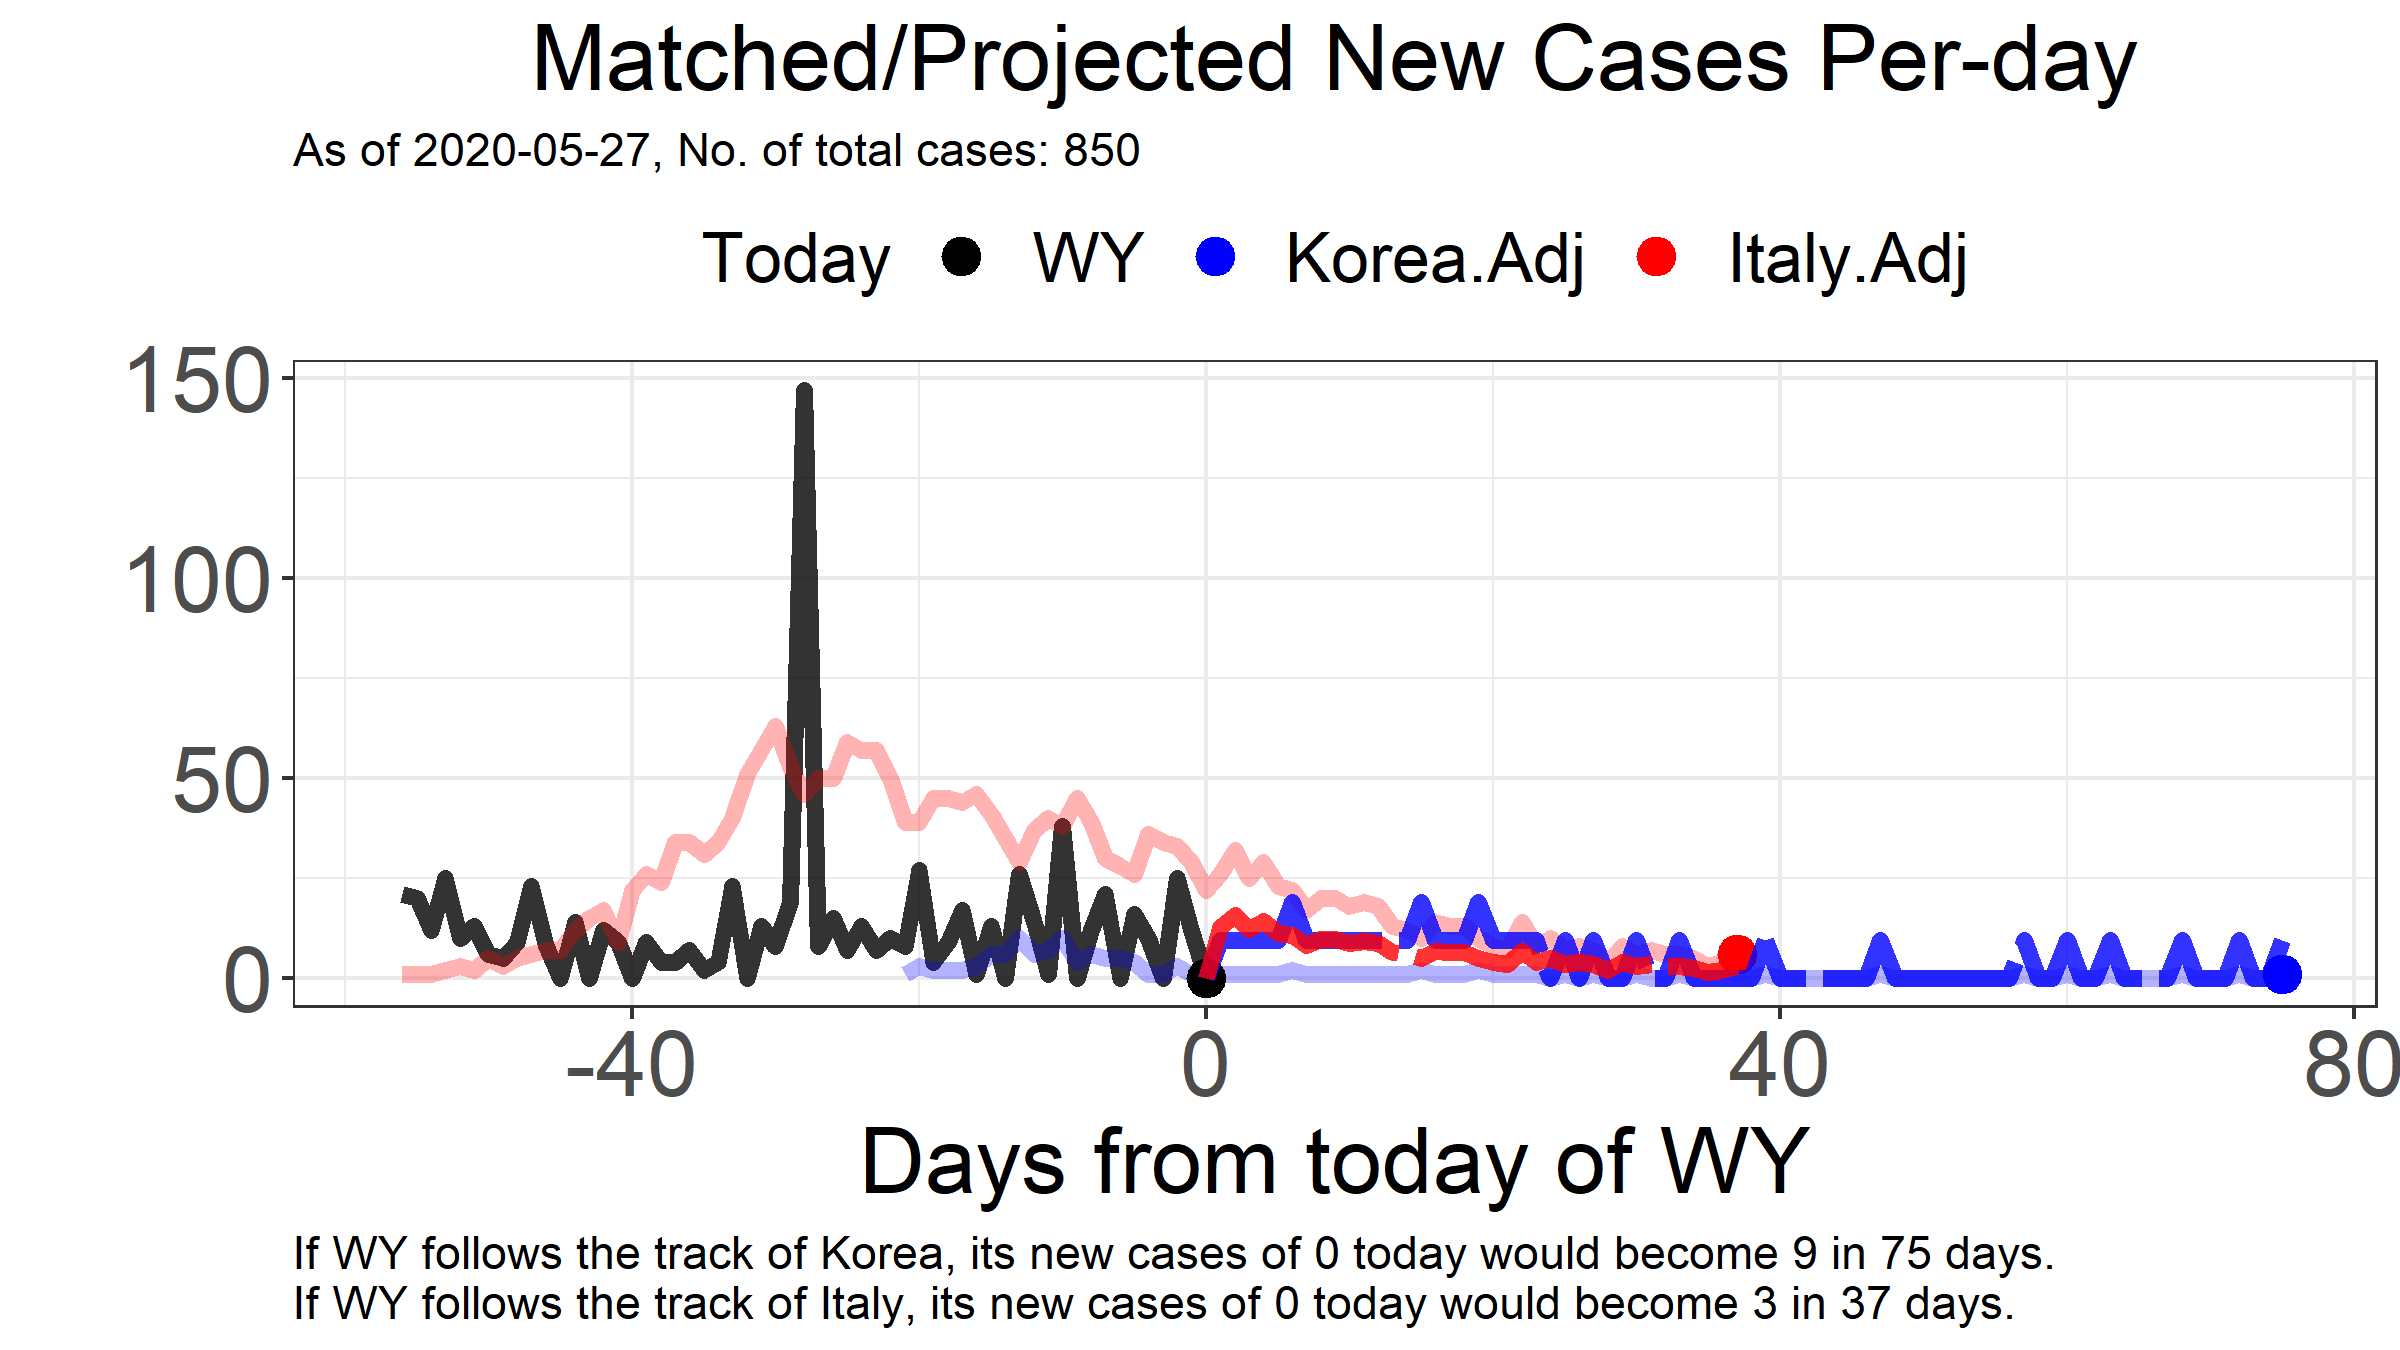 Matched/Projected New Cases Per-day
As of 2020-05-27, No. of total cases: 850
Today WY Korea.Adj Italy.Adj
150
100
50
0
-40 0 40 80
Days from today of WY
If WY follows the track of Korea, its new cases of 0 today would become 9 in 75 days.
If WY follows the track of Italy, its new cases of 0 today would become 3 in 37 days.